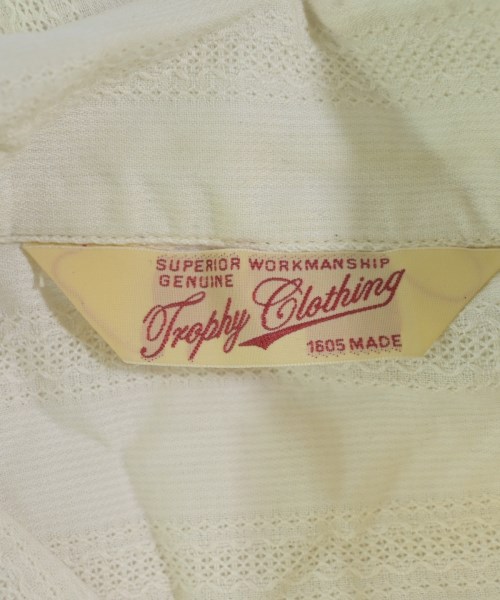 SUPERIOR WORKMANSHIP
GENUINE
Trophy Clothing
1605 MADE